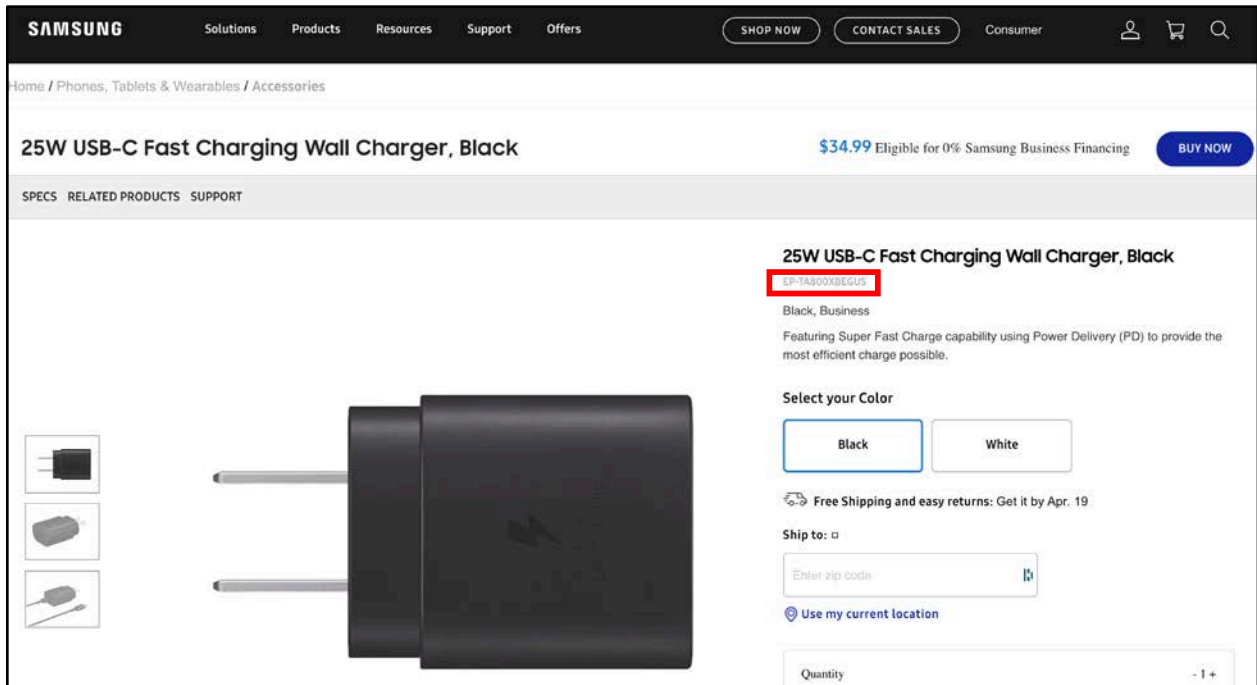 SAMSUNG Solutions Products Resources Support Offers SHOP NOW CONTACT SALES Consumer
Home / Phones, Tablets & Wearables / Accessories
25W USB-C Fast Charging Wall Charger, Black $34.99 Eligible for 0% Samsung Business Financing BUY NOW
SPECS RELATED PRODUCTS SUPPORT
25W USB-C Fast Charging Wall Charger, Black
EP-TA800XBEGUS
Black, Business
Featuring Super Fast Charge capability using Power Delivery (PD) to provide the
most efficient charge possible.
Select your Color
Black White
Free Shipping and easy returns: Get it by Apr. 19
Ship to:
Enter zip code
Use my current location
Quantity - 1 +